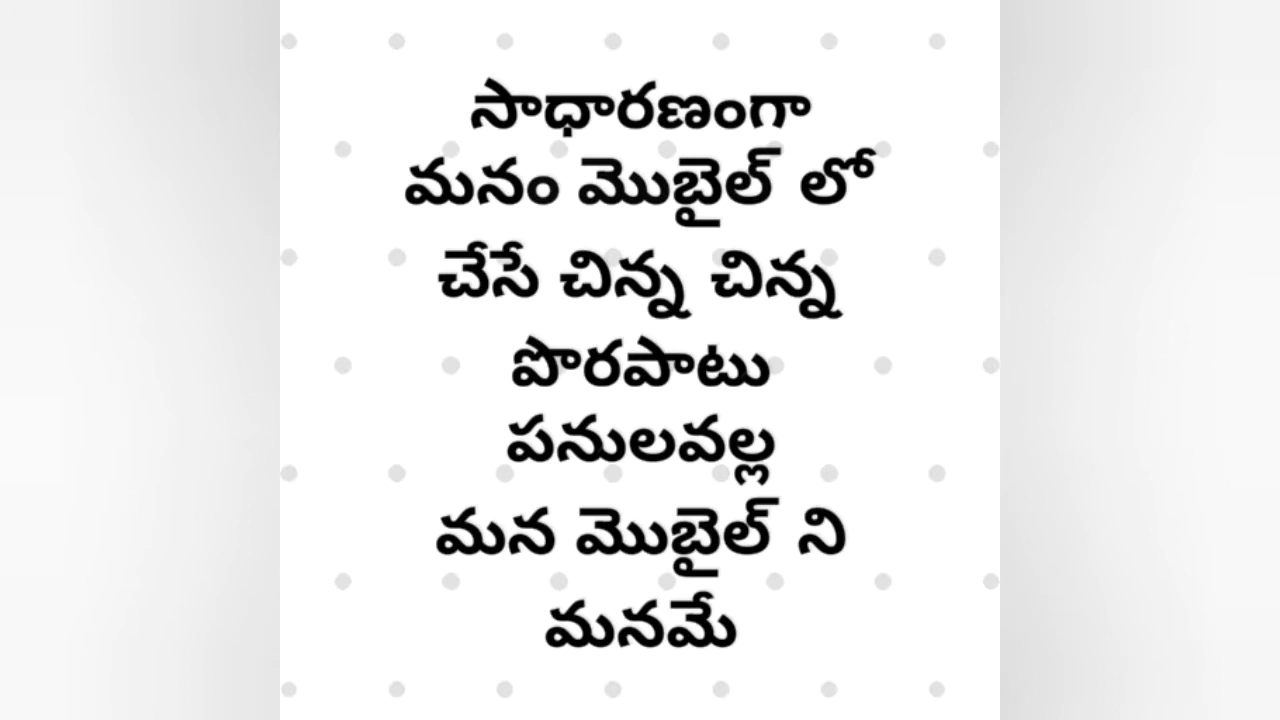 సాధారణంగా
మనం మొబైల్ లో
చేసే చిన్న చిన్న
పొరపాటు
పనులవల్ల
మన మొబైల్ ని
మనమే